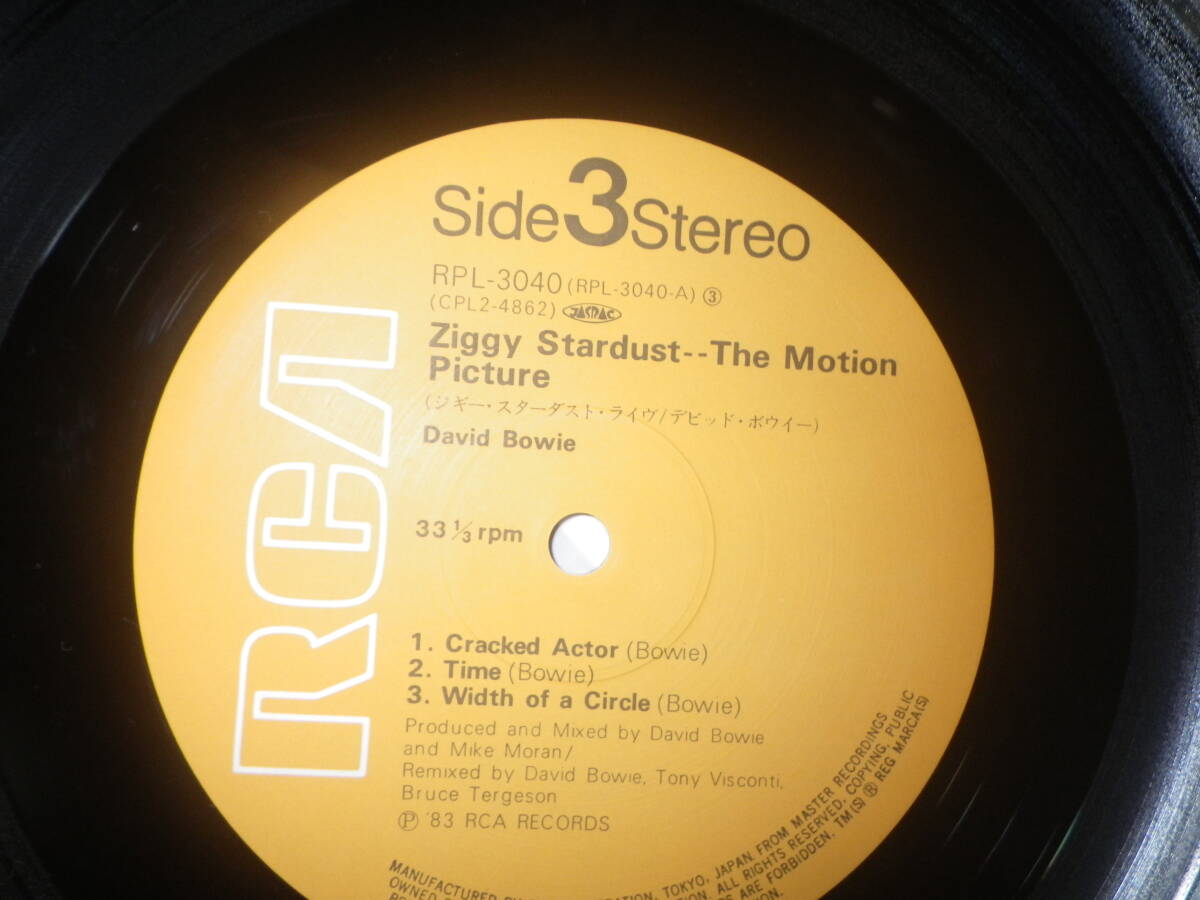 Side 3 Stereo
RPL-3040 (RPL-3040-A) ③
(CPL2-4862) JASRAC
Ziggy Stardust--The Motion
Picture
(ジギー・スターダスト・ライヴ/デビッド・ボウイー)
David Bowie
33 1/3 rpm
RCA
1. Cracked Actor (Bowie)
2. Time (Bowie)
3. Width of a Circle (Bowie)
Produced and Mixed by David Bowie
and Mike Moran/
Remixed by David Bowie, Tony Visconti,
Bruce Tergeson
Ⓟ '83 RCA RECORDS
MANUFACTURED TOKYO, JAPAN. FROM MASTER RECORDINGS
OWNED ALL RIGHTS RESERVED, COPYING, PUBLIC
ARE FORBIDDEN. TM(S) ® REG MARCA(S)